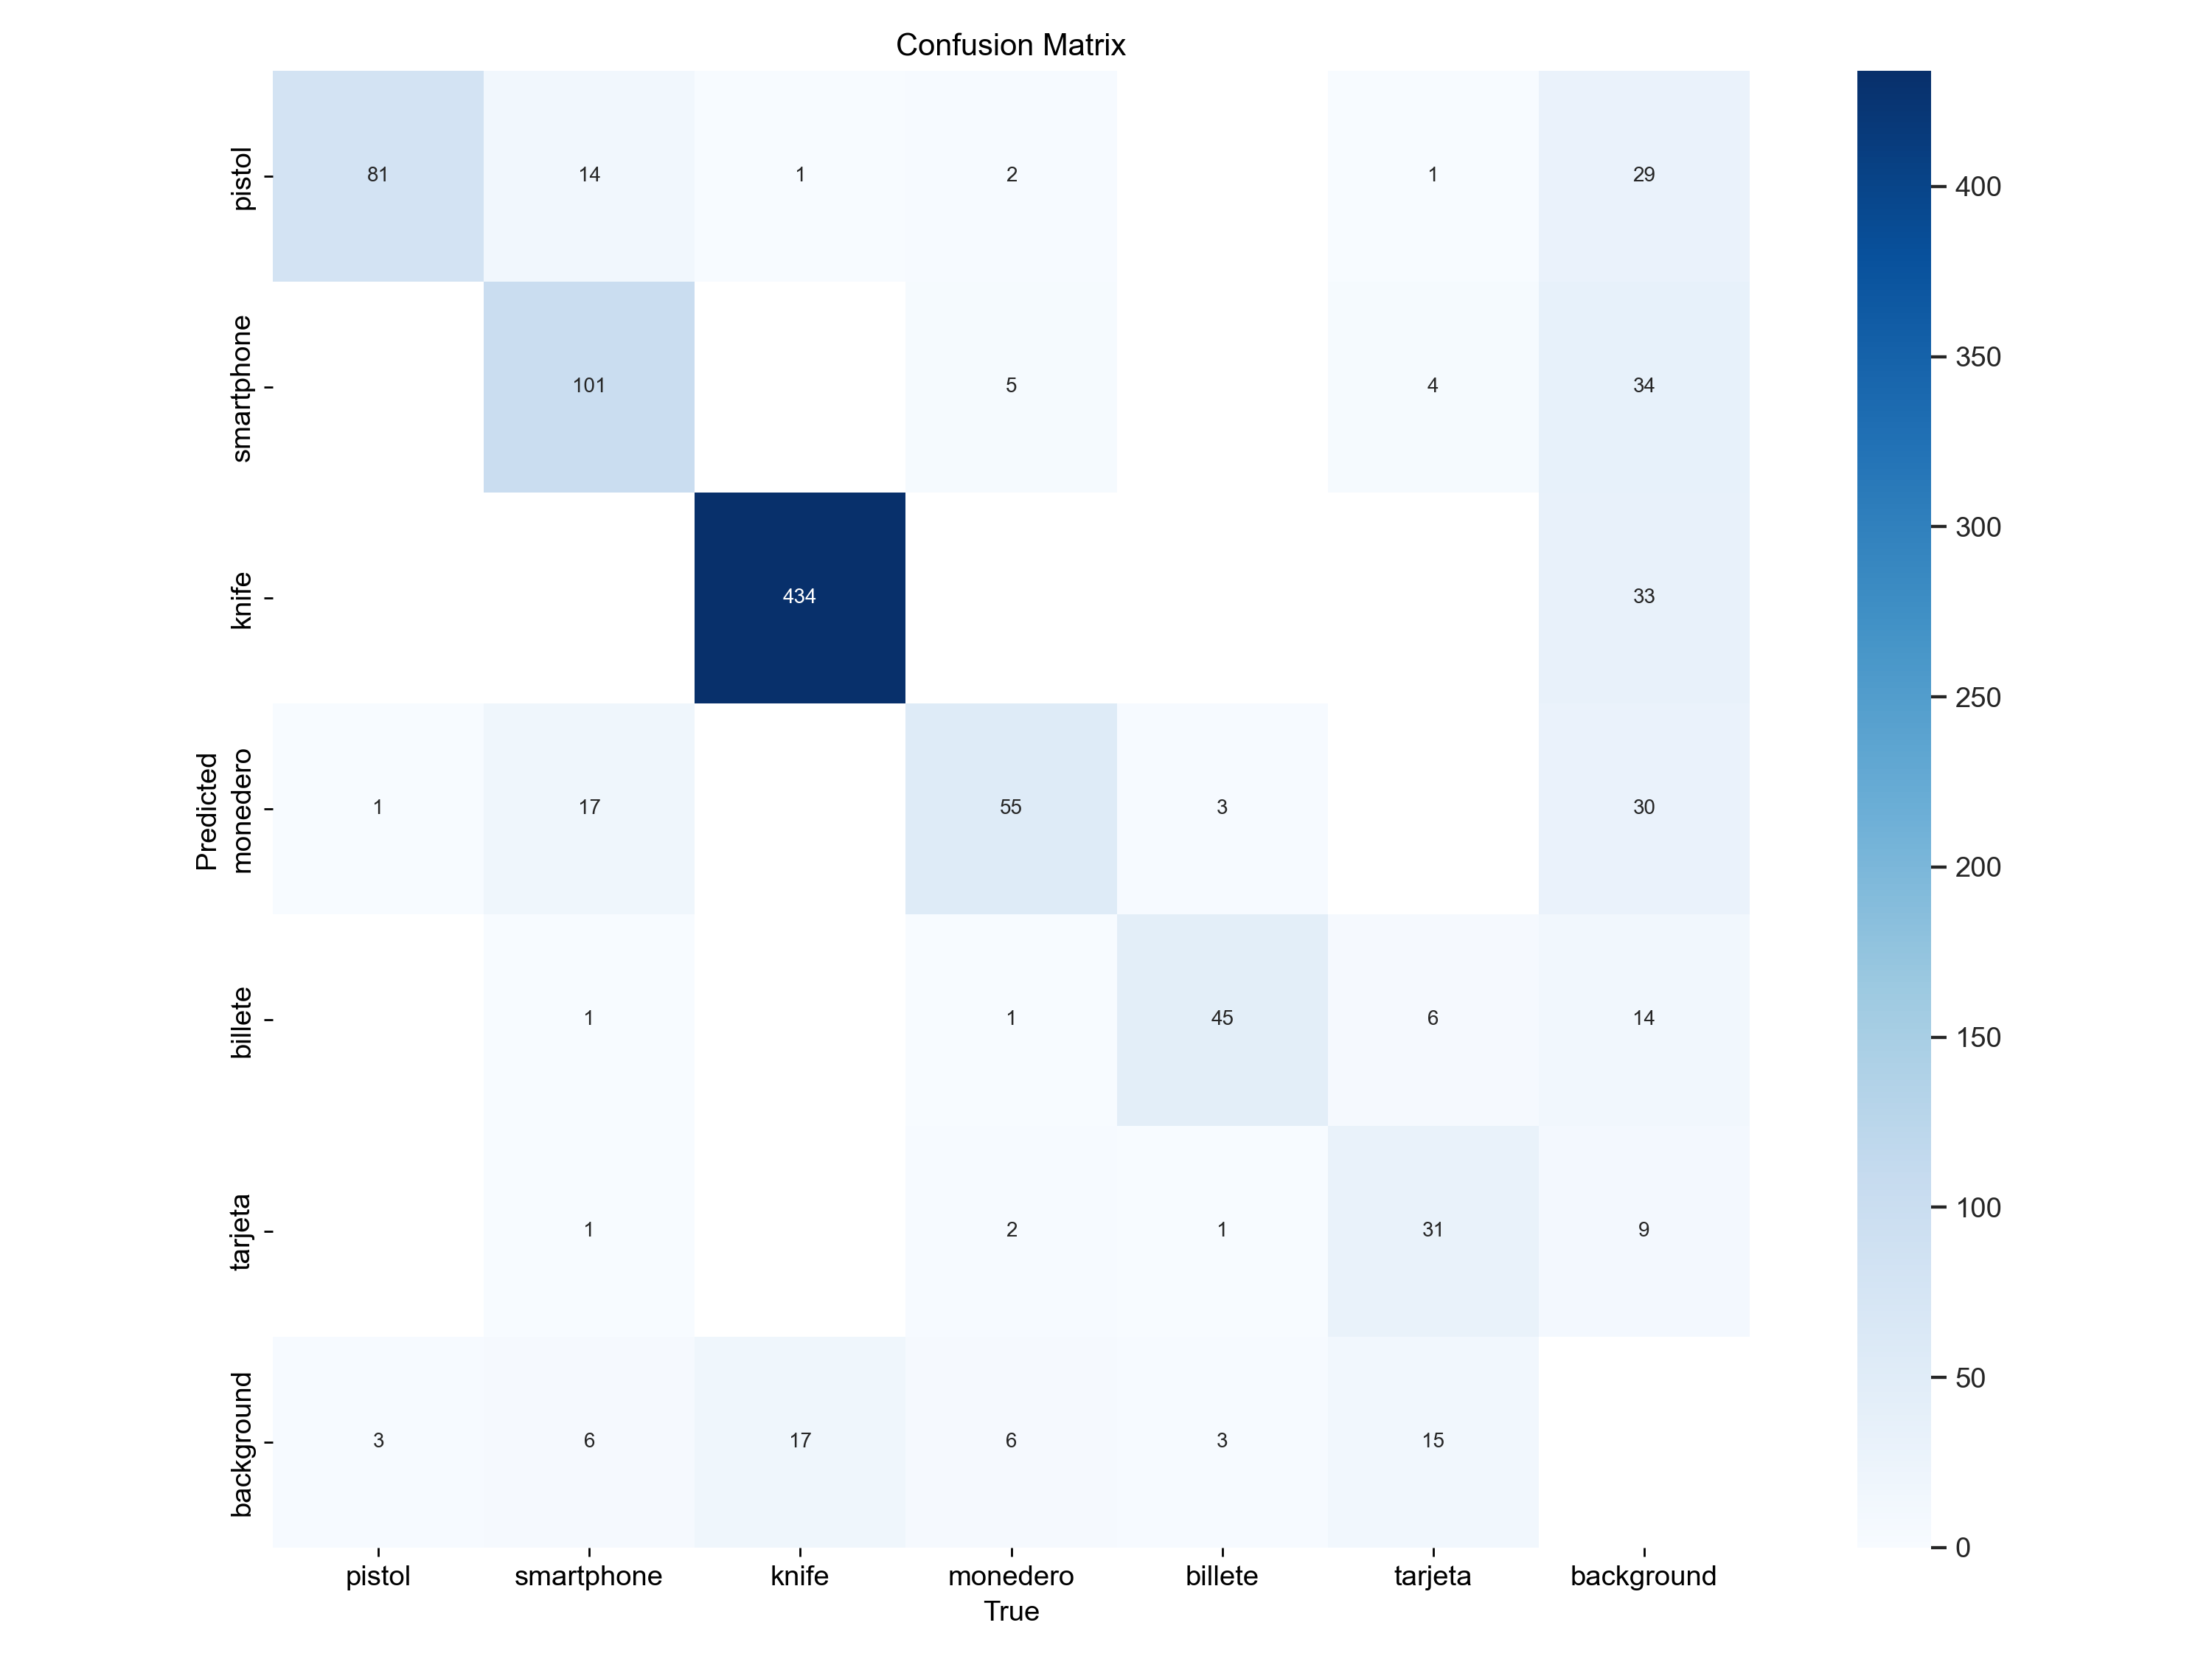 Confusion Matrix
pistol 81 14 1 2 1 29
smartphone 101 5 4 34
knife 434 33
monedero 1 17 55 3 30
billete 1 1 45 6 14
tarjeta 1 2 1 31 9
background 3 6 17 6 3 15
Predicted
pistol smartphone knife monedero billete tarjeta background
True
400
350
300
250
200
150
100
50
0